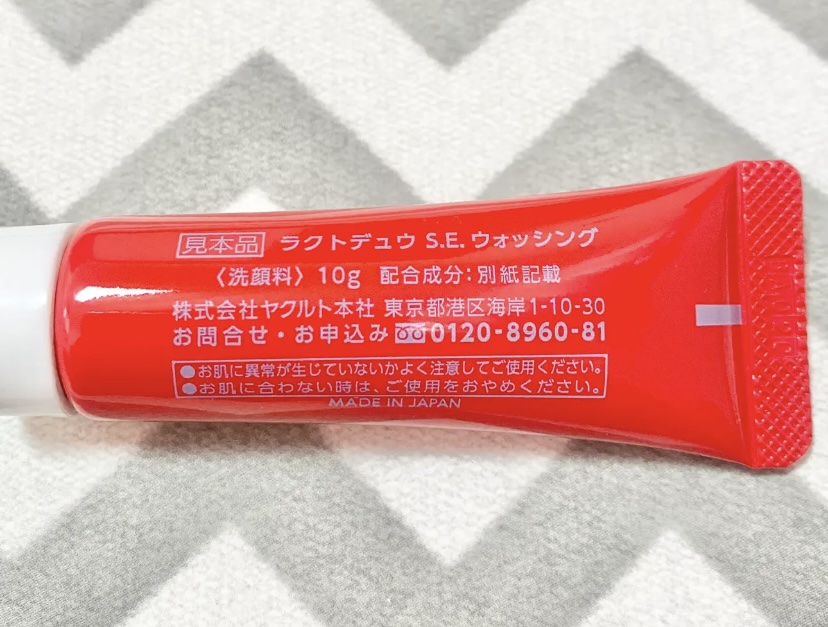 見本品 ラクトデュウ S.E. ウォッシング
〈洗顔料〉 10g 配合成分:別紙記載
株式会社ヤクルト本社 東京都港区海岸1-10-30
お問合せ・お申込み 0120-8960-81
●お肌に異常が生じていないかよく注意してご使用ください。
●お肌に合わない時は、ご使用をおやめください。
MADE IN JAPAN